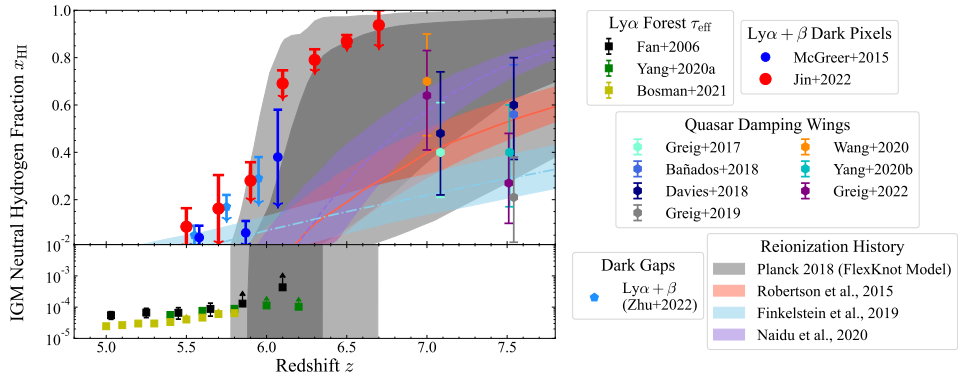 IGM Neutral Hydrogen Fraction x_HI
0.8
0.6
0.4
0.2
10^-2
10^-3
10^-4
10^-5
5.0 5.5 6.0 6.5 7.0 7.5
Redshift z
Lyα Forest τ_eff
Fan+2006
Yang+2020a
Bosman+2021
Lyα + β Dark Pixels
McGreer+2015
Jin+2022
Quasar Damping Wings
Greig+2017
Bañados+2018
Davies+2018
Greig+2019
Wang+2020
Yang+2020b
Greig+2022
Dark Gaps
Lyα + β
(Zhu+2022)
Reionization History
Planck 2018 (FlexKnot Model)
Robertson et al., 2015
Finkelstein et al., 2019
Naidu et al., 2020